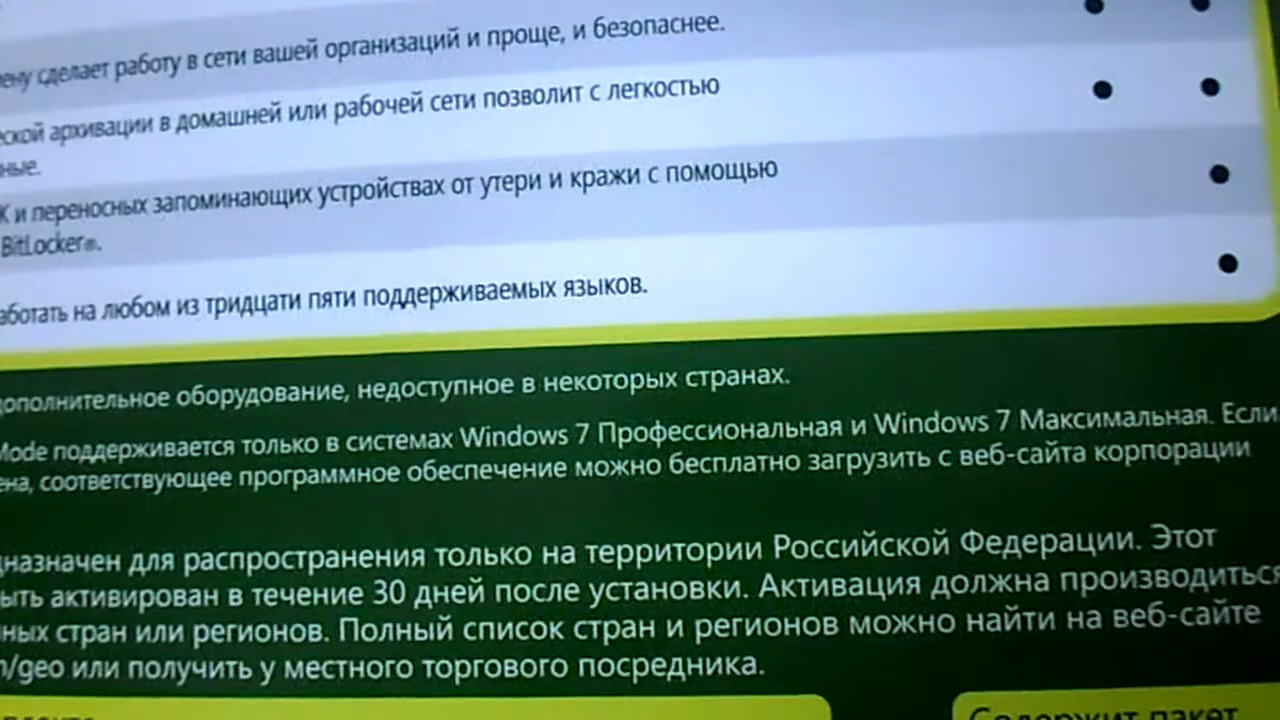 ену сделает работу в сети вашей организаций и проще, и безопаснее.
еской архивации в домашней или рабочей сети позволит с легкостью
ные.
К и переносных запоминающих устройствах от утери и кражи с помощью
BitLocker®.
аботать на любом из тридцати пяти поддерживаемых языков.
дополнительное оборудование, недоступное в некоторых странах.
Mode поддерживается только в системах Windows 7 Профессиональная и Windows 7 Максимальная. Если
ена, соответствующее программное обеспечение можно бесплатно загрузить с веб-сайта корпорации
дназначен для распространения только на территории Российской Федерации. Этот
ыть активирован в течение 30 дней после установки. Активация должна производиться
нных стран или регионов. Полный список стран и регионов можно найти на веб-сайте
m/geo или получить у местного торгового посредника.
Содержит пакет